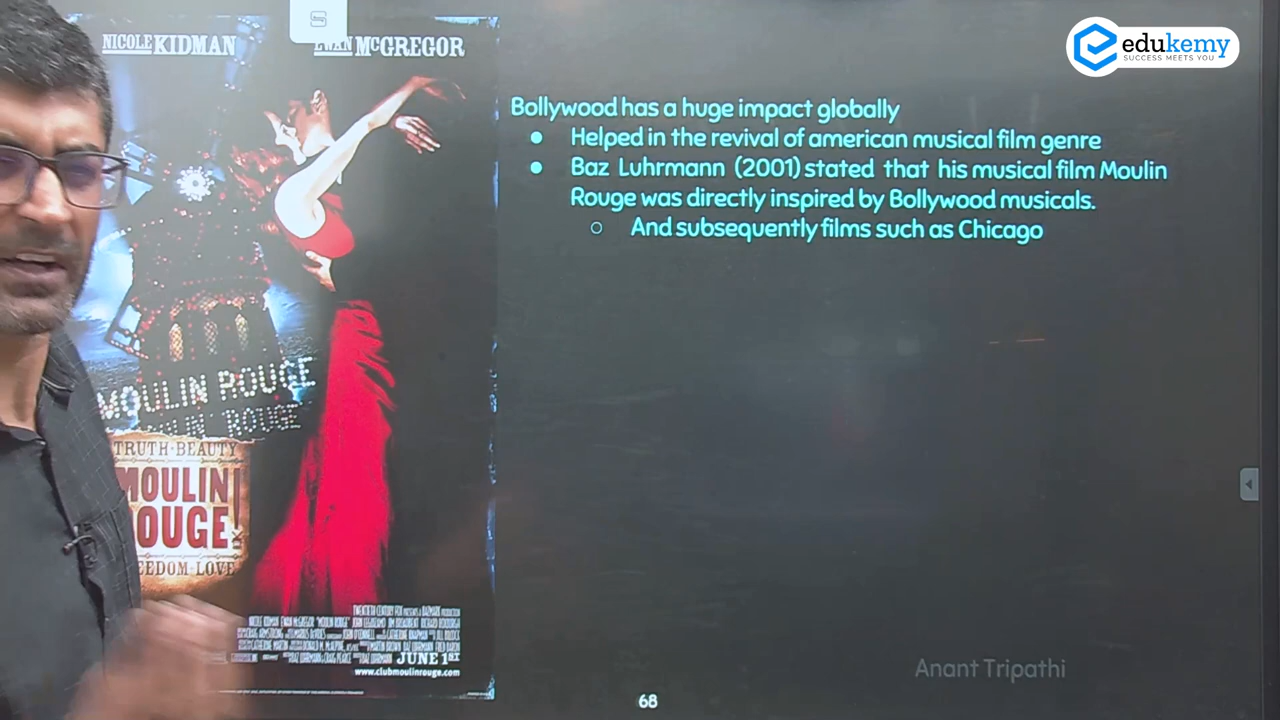 NICOLE KIDMAN
EWAN McGREGOR
edukemy
SUCCESS MEETS YOU
Bollywood has a huge impact globally
● Helped in the revival of american musical film genre
● Baz Luhrmann (2001) stated that his musical film Moulin
Rouge was directly inspired by Bollywood musicals.
○ And subsequently films such as Chicago
MOULIN ROUGE
TRUTH · BEAUTY
MOULIN
OUGE!
EEDOM · LOVE
JUNE 1ST
www.clubmoulinrouge.com
Anant Tripathi
68